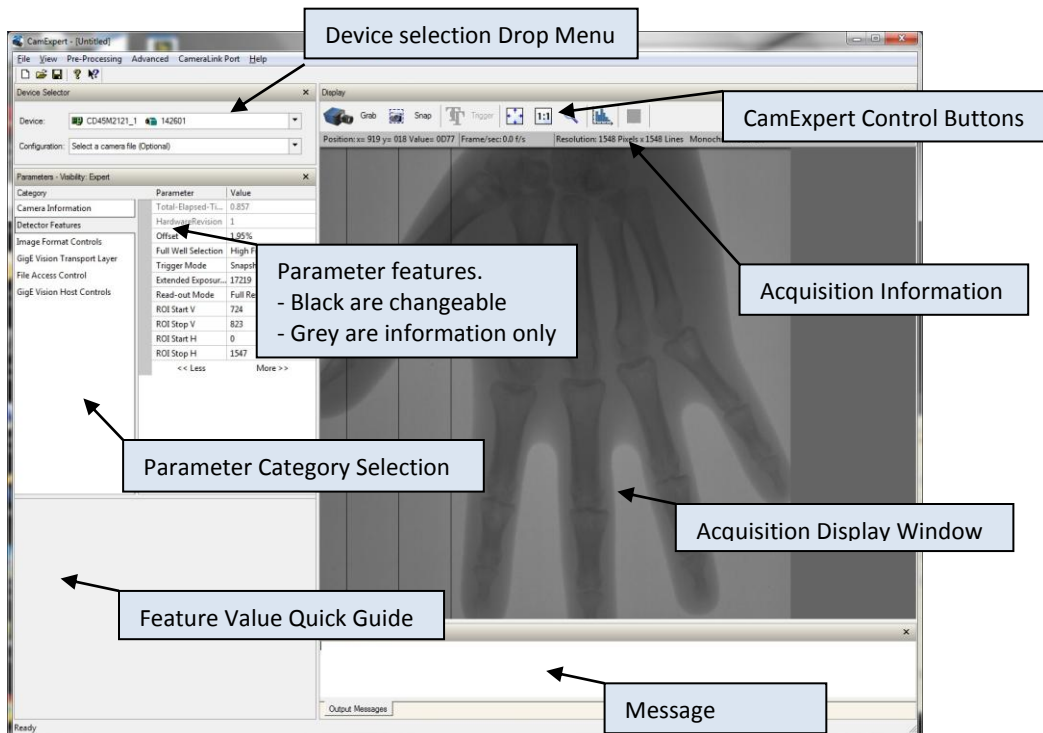 Device selection Drop Menu
CamExpert - [Untitled]
File View Pre-Processing Advanced CameraLink Port Help
Device Selector
Device: CD45M2121_1 142601
Configuration: Select a camera file (Optional)
Parameters - Visibility: Expert
Category
Camera Information
Detector Features
Image Format Controls
GigE Vision Transport Layer
File Access Control
GigE Vision Host Controls
Parameter Value
Total-Elapsed-Ti... 0.857
HardwareRevision 1
Offset 1.95%
Full Well Selection High F
Trigger Mode Snapsh
Extended Exposur... 17219
Read-out Mode Full Re
ROI Start V 724
ROI Stop V 823
ROI Start H 0
ROI Stop H 1547
<< Less More >>
Parameter features.
- Black are changeable
- Grey are information only
Parameter Category Selection
Feature Value Quick Guide
Display
Grab Snap Trigger 1:1
CamExpert Control Buttons
Position: x= 919 y= 018 Value= 0D77 Frame/sec: 0.0 f/s Resolution: 1548 Pixels x 1548 Lines Monoch
Acquisition Information
Acquisition Display Window
Message
Output Messages
Ready